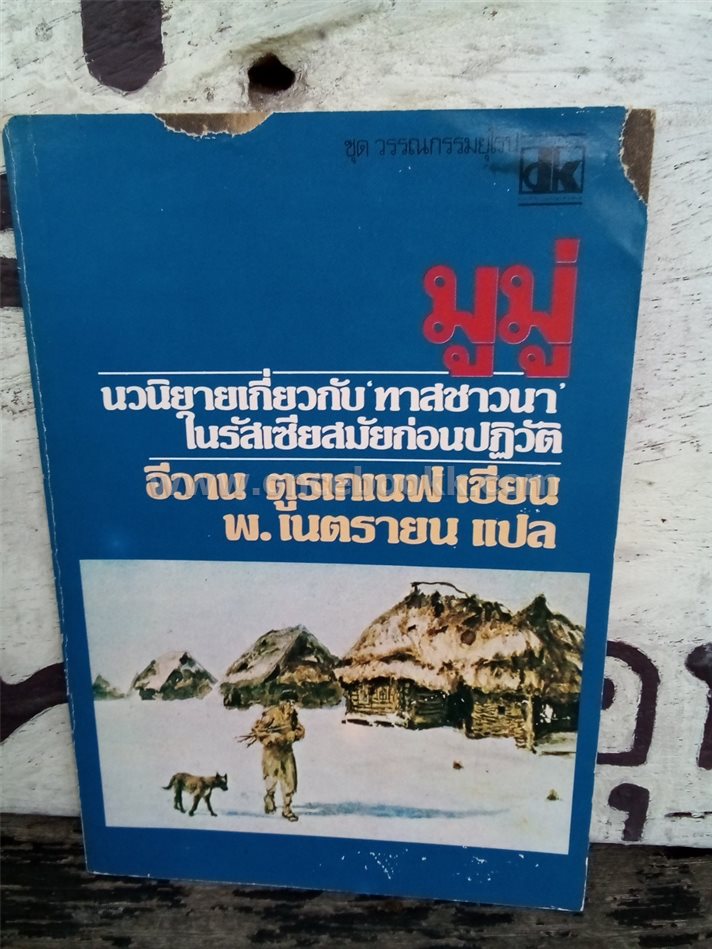 ชุด วรรณกรรมยุโรป
dk
มูมู่
นวนิยายเกี่ยวกับ 'ทาสชาวนา'
ในรัสเซียสมัยก่อนปฏิวัติ
อีวาน ตูรเกเนฟ เขียน
พ. เนตรายน แปล